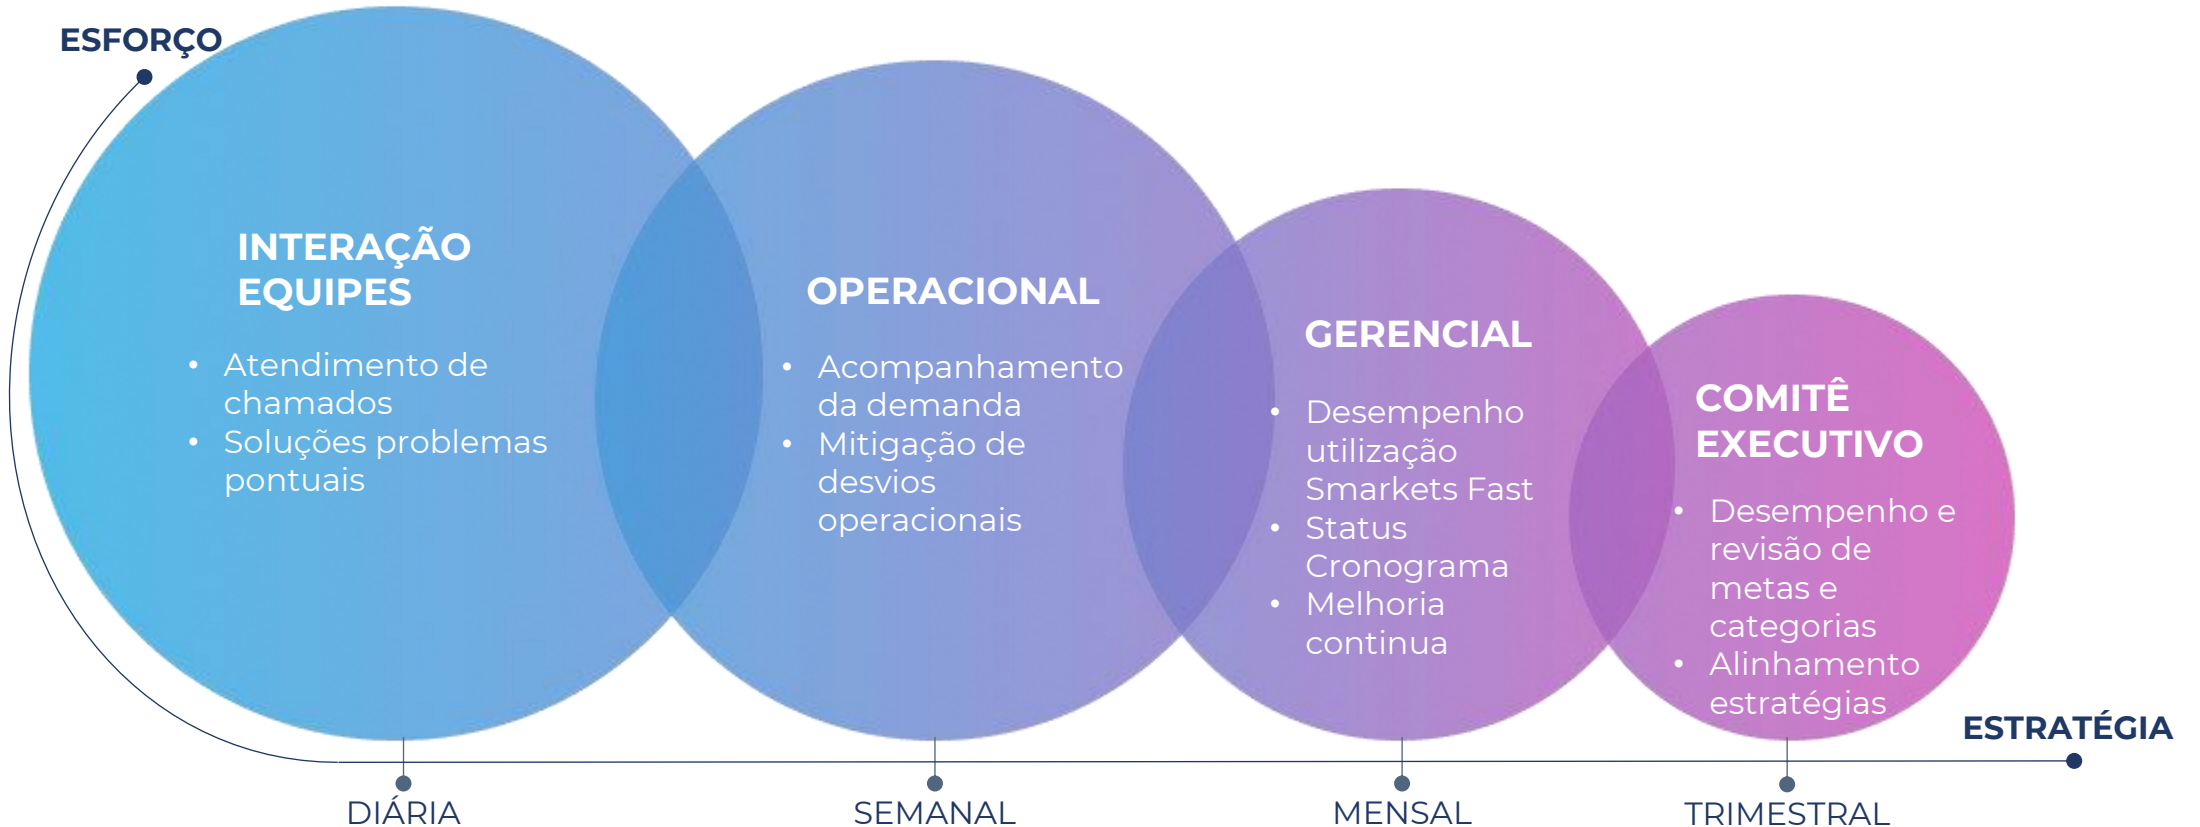 ESFORÇO
INTERAÇÃO
EQUIPES
• Atendimento de
chamados
• Soluções problemas
pontuais
OPERACIONAL
• Acompanhamento
da demanda
• Mitigação de
desvios
operacionais
GERENCIAL
• Desempenho
utilização
Smarkets Fast
• Status
Cronograma
• Melhoria
continua
COMITÊ
EXECUTIVO
• Desempenho e
revisão de
metas e
categorias
• Alinhamento
estratégias
ESTRATÉGIA
DIÁRIA
SEMANAL
MENSAL
TRIMESTRAL